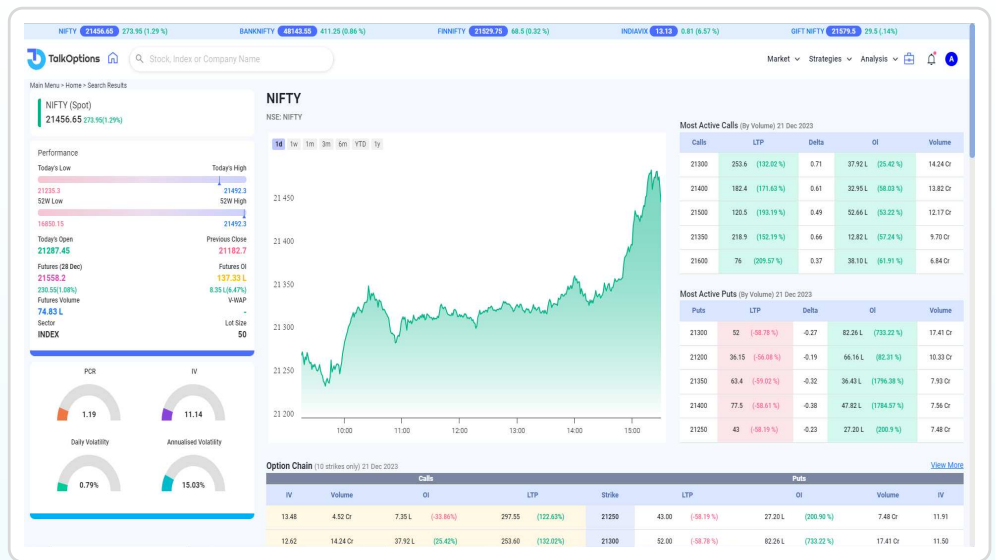 NIFTY 21456.65 273.95 (1.29 %) BANKNIFTY 48143.55 411.25 (0.86 %) FINNIFTY 21529.75 68.5 (0.32 %) INDIAVIX 13.13 0.81 (6.57 %) GIFT NIFTY 21579.5 29.5 (.14%)
TalkOptions Stock, Index or Company Name Market Strategies Analysis A
Main Menu > Home > Search Results
NIFTY (Spot)
21456.65 273.95(1.29%)
Performance
Today's Low Today's High
21235.3 21492.3
52W Low 52W High
16850.15 21492.3
Today's Open Previous Close
21287.45 21182.7
Futures (28 Dec) Futures OI
21558.2 137.33 L
230.55(1.08%) 8.35 L(6.47%)
Futures Volume V-WAP
74.83 L -
Sector Lot Size
INDEX 50
PCR IV
1.19 11.14
Daily Volatility Annualised Volatility
0.79% 15.03%
NIFTY
NSE: NIFTY
1d 1w 1m 3m 6m YTD 1y
21 450
21 400
21 350
21 300
21 250
21 200
10:00 11:00 12:00 13:00 14:00 15:00
Most Active Calls (By Volume) 21 Dec 2023
Calls LTP Delta OI Volume
21300 253.6 (132.02 %) 0.71 37.92 L (25.42 %) 14.24 Cr
21400 182.4 (171.63 %) 0.61 32.95 L (58.03 %) 13.82 Cr
21500 120.5 (193.19 %) 0.49 52.66 L (53.22 %) 12.17 Cr
21350 218.9 (152.19 %) 0.66 12.82 L (57.24 %) 9.70 Cr
21600 76 (209.57 %) 0.37 38.10 L (61.91 %) 6.84 Cr
Most Active Puts (By Volume) 21 Dec 2023
Puts LTP Delta OI Volume
21300 52 (-58.78 %) -0.27 82.26 L (733.22 %) 17.41 Cr
21200 36.15 (-56.08 %) -0.19 66.16 L (82.31 %) 10.33 Cr
21350 63.4 (-59.02 %) -0.32 36.43 L (1796.38 %) 7.93 Cr
21400 77.5 (-58.61 %) -0.38 47.82 L (1784.57 %) 7.56 Cr
21250 43 (-58.19 %) -0.23 27.20 L (200.9 %) 7.48 Cr
Option Chain (10 strikes only) 21 Dec 2023 View More
Calls Puts
IV Volume OI LTP Strike LTP OI Volume IV
13.48 4.52 Cr 7.35 L (-33.86%) 297.55 (122.63%) 21250 43.00 (-58.19 %) 27.20 L (200.90 %) 7.48 Cr 11.91
12.62 14.24 Cr 37.92 L (25.42%) 253.60 (132.02%) 21300 52.00 (-58.78 %) 82.26 L (733.22 %) 17.41 Cr 11.50